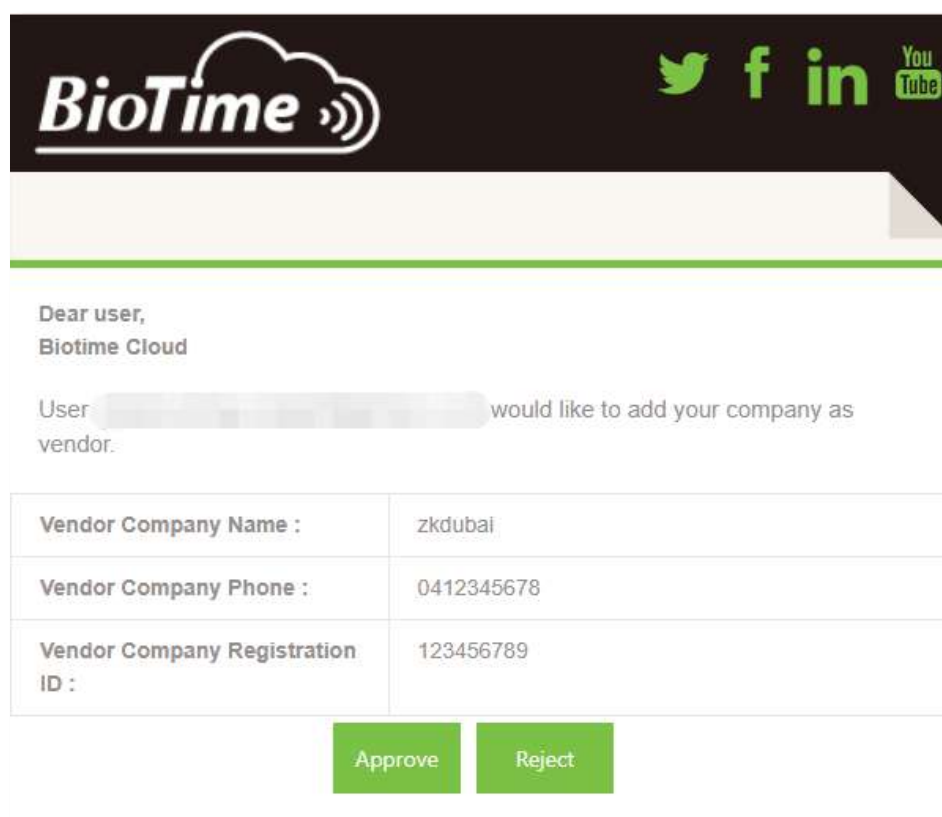 BioTime
You
Tube
Dear user,
Biotime Cloud
User would like to add your company as
vendor.
Vendor Company Name : zkdubai
Vendor Company Phone : 0412345678
Vendor Company Registration 123456789
ID :
Approve Reject